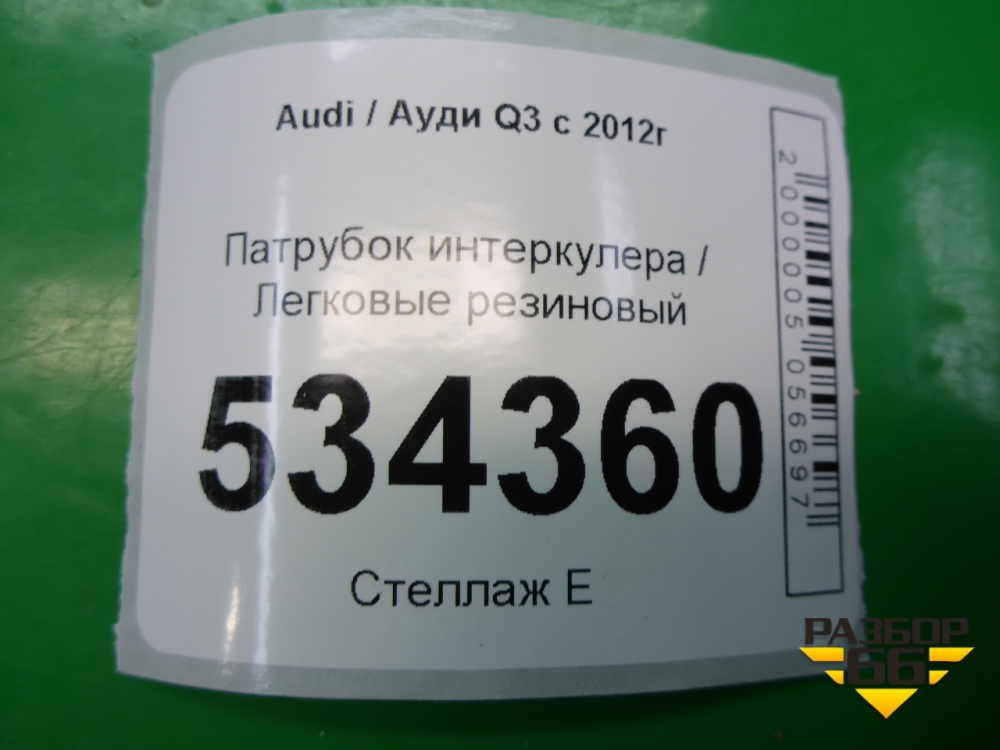 Audi / Ауди Q3 с 2012г
Патрубок интеркулера /
Легковые резиновый
534360
Стеллаж Е
2000005056697
РАЗБОР
66